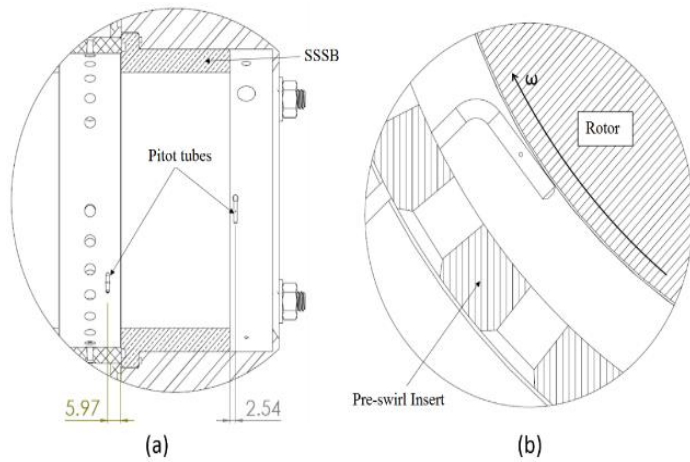 SSSB
Pitot tubes
5.97
2.54
(a)
ω
Rotor
Pre-swirl Insert
(b)